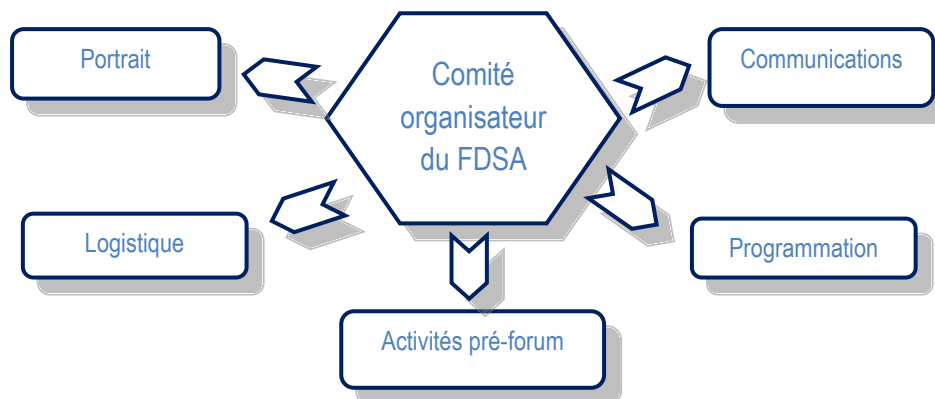 Portrait
Comité
organisateur
du FDSA
Communications
Logistique
Programmation
Activités pré-forum